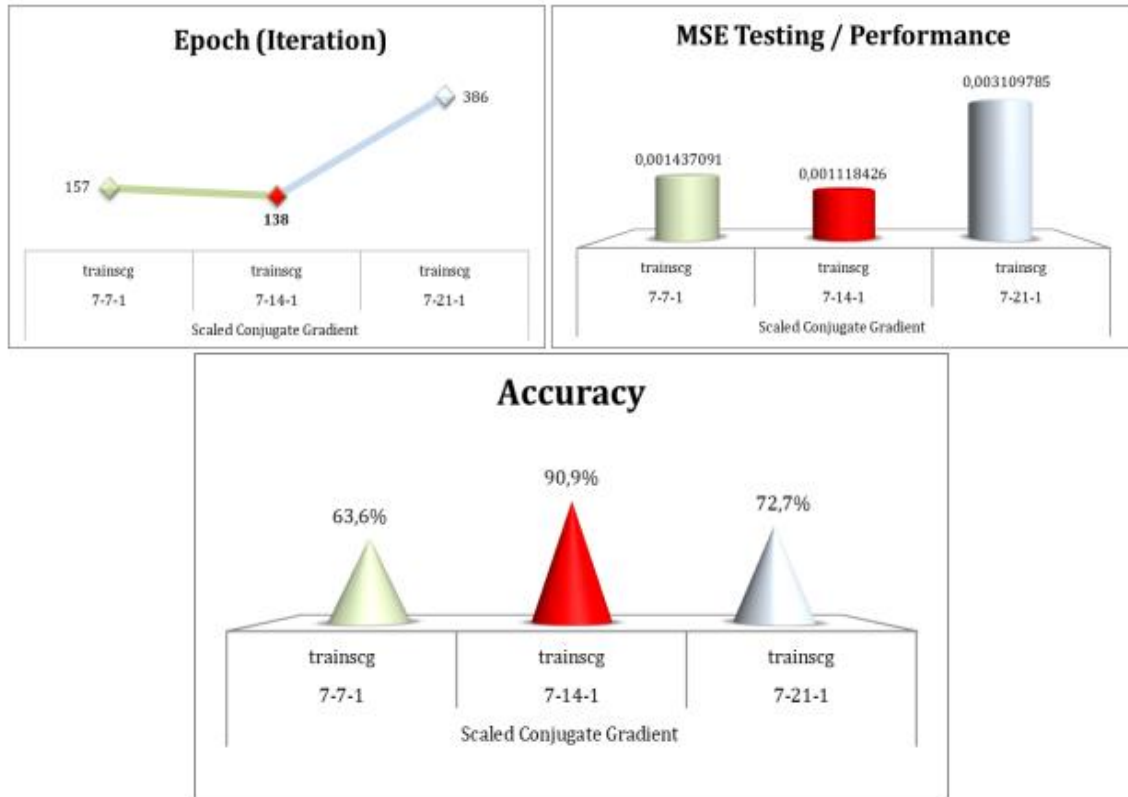 Epoch (Iteration)
386
157
138
trainscg trainscg trainscg
7-7-1 7-14-1 7-21-1
Scaled Conjugate Gradient
MSE Testing / Performance
0,003109785
0,001437091
0,001118426
trainscg trainscg trainscg
7-7-1 7-14-1 7-21-1
Scaled Conjugate Gradient
Accuracy
90,9%
63,6% 72,7%
trainscg trainscg trainscg
7-7-1 7-14-1 7-21-1
Scaled Conjugate Gradient